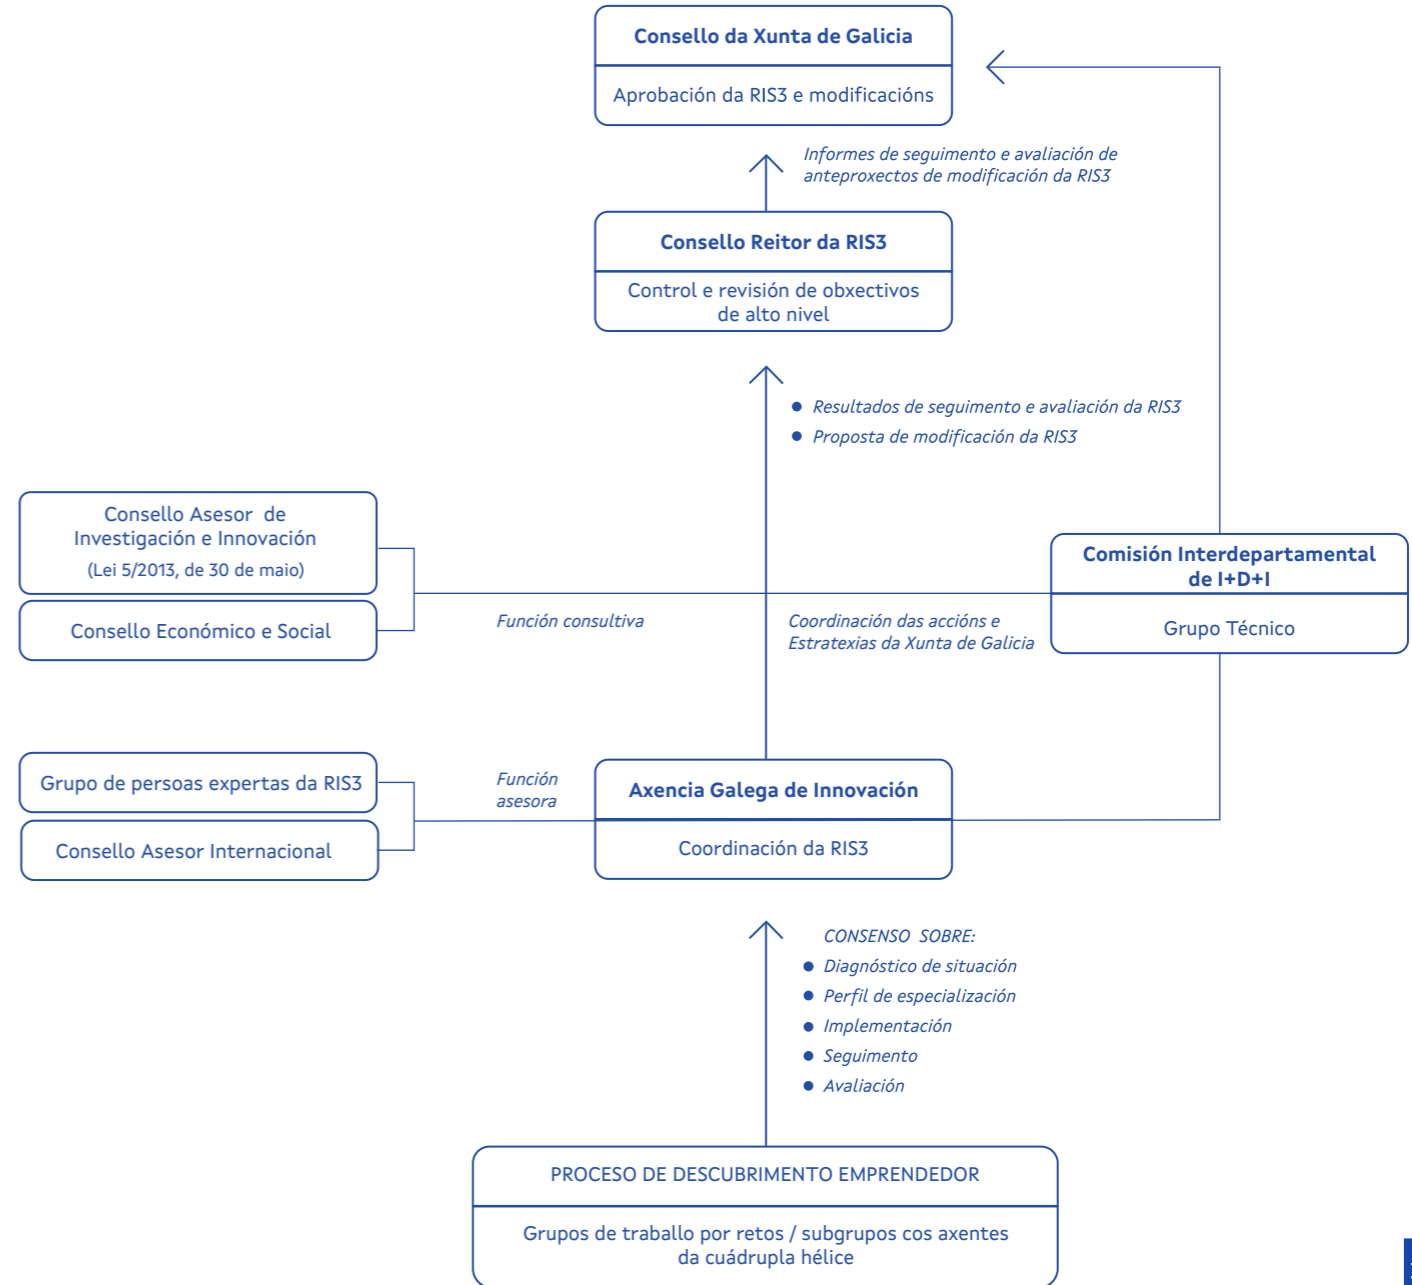 Consello da Xunta de Galicia
Aprobación da RIS3 e modificacións
Informes de seguimento e avaliación de
anteproxectos de modificación da RIS3
Consello Reitor da RIS3
Control e revisión de obxectivos
de alto nivel
● Resultados de seguimento e avaliación da RIS3
● Proposta de modificación da RIS3
Consello Asesor de
Investigación e Innovación
(Lei 5/2013, de 30 de maio)
Consello Económico e Social
Función consultiva
Coordinación das accións e
Estratexias da Xunta de Galicia
Comisión Interdepartamental
de I+D+I
Grupo Técnico
Grupo de persoas expertas da RIS3
Consello Asesor Internacional
Función
asesora
Axencia Galega de Innovación
Coordinación da RIS3
CONSENSO SOBRE:
● Diagnóstico de situación
● Perfil de especialización
● Implementación
● Seguimento
● Avaliación
PROCESO DE DESCUBRIMENTO EMPRENDEDOR
Grupos de traballo por retos / subgrupos cos axentes
da cuádrupla hélice